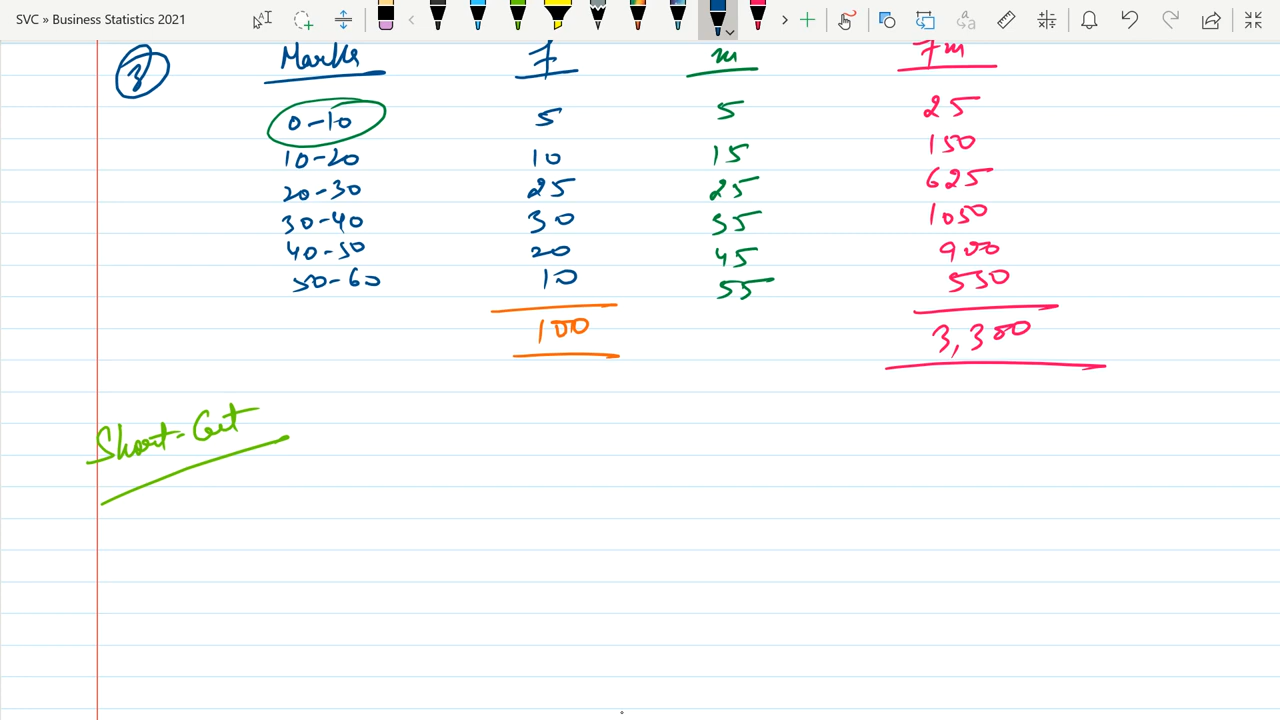 SVC » Business Statistics 2021
3 Marks F m Fm
0-10 5 5 25
10-20 10 15 150
20-30 25 25 625
30-40 30 35 1050
40-50 20 45 900
50-60 10 55 550
100 3,300
Short-Cut